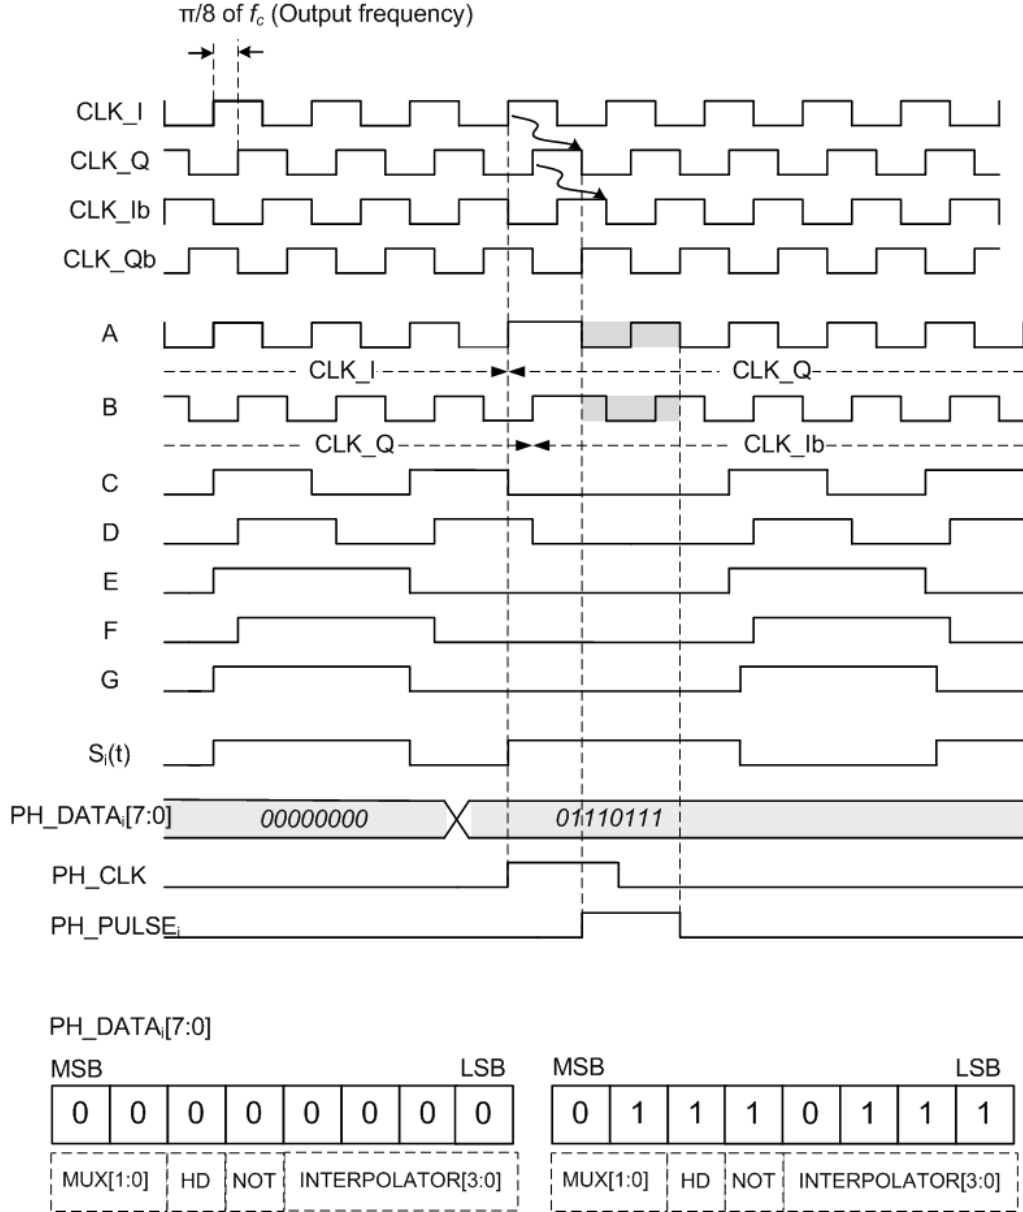 π/8 of fc (Output frequency)
CLK_I
CLK_Q
CLK_Ib
CLK_Qb
A
CLK_I CLK_Q
B
CLK_Q CLK_Ib
C
D
E
F
G
Si(t)
PH_DATAi[7:0] 00000000 01110111
PH_CLK
PH_PULSEi
PH_DATAi[7:0]
MSB LSB MSB LSB
0 0 0 0 0 0 0 0 0 1 1 1 0 1 1 1
MUX[1:0] HD NOT INTERPOLATOR[3:0] MUX[1:0] HD NOT INTERPOLATOR[3:0]